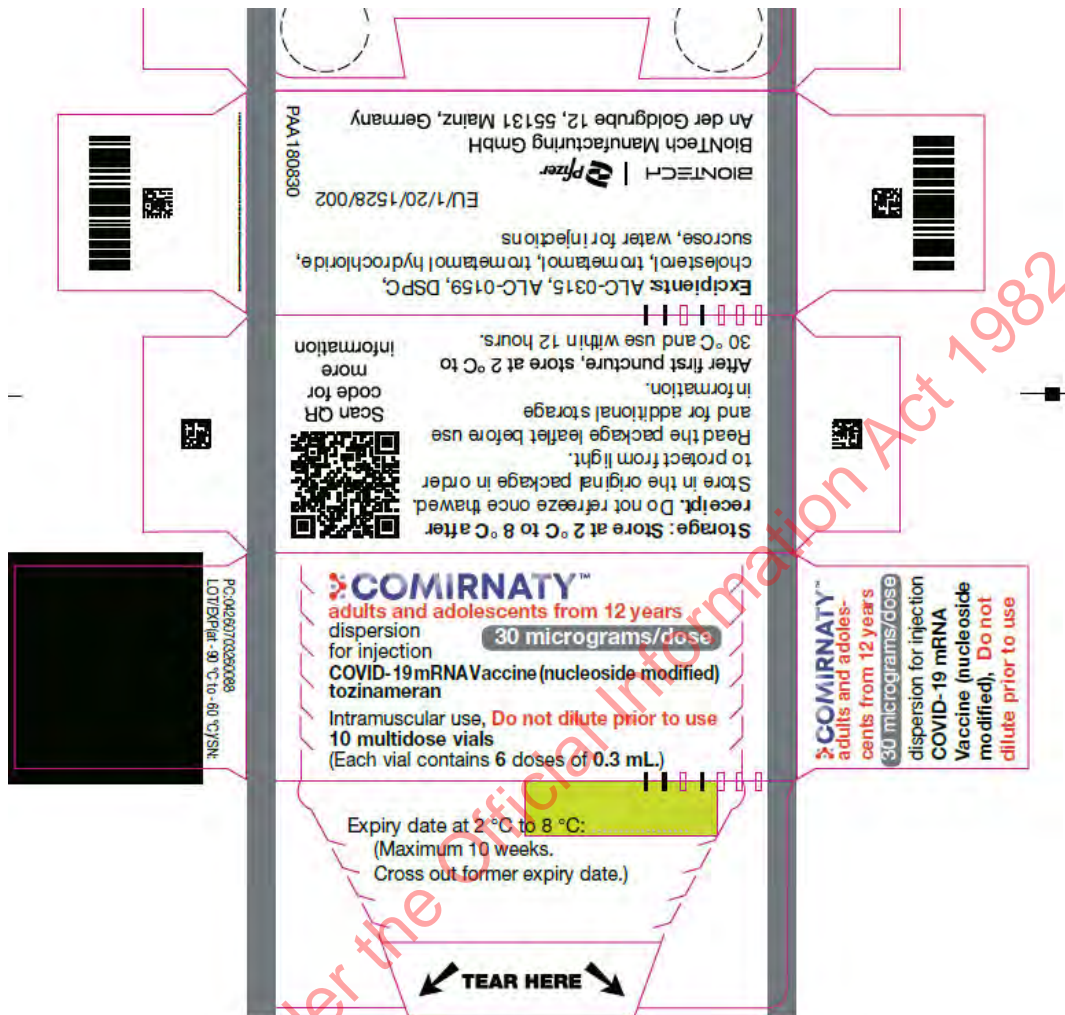 An der Goldgrube 12, 55131 Mainz, Germany
BioNTech Manufacturing GmbH
BIONTECH | Pfizer
EU/1/20/1528/002
PAA180830
Excipients: ALC-0315, ALC-0159, DSPC,
cholesterol, trometamol, trometamol hydrochloride,
sucrose, water for injections
Storage: Store at 2 °C to 8 °C after
receipt. Do not refreeze once thawed.
Store in the original package in order
to protect from light.
Read the package leaflet before use
and for additional storage
information.
After first puncture, store at 2 °C to
30 °C and use within 12 hours.
Scan QR
code for
more
information
COMIRNATY™
adults and adolescents from 12 years
dispersion
for injection
30 micrograms/dose
COVID-19 mRNA Vaccine (nucleoside modified)
tozinameran
Intramuscular use, Do not dilute prior to use
10 multidose vials
(Each vial contains 6 doses of 0.3 mL.)
PC:04260703260088
LOT/EXP(at -90 °C to -60 °C)/SN:
COMIRNATY™
adults and adoles-
cents from 12 years
30 micrograms/dose
dispersion for injection
COVID-19 mRNA
Vaccine (nucleoside
modified), Do not
dilute prior to use
Expiry date at 2 °C to 8 °C:
(Maximum 10 weeks.
Cross out former expiry date.)
TEAR HERE
der the Official Information Act 1982